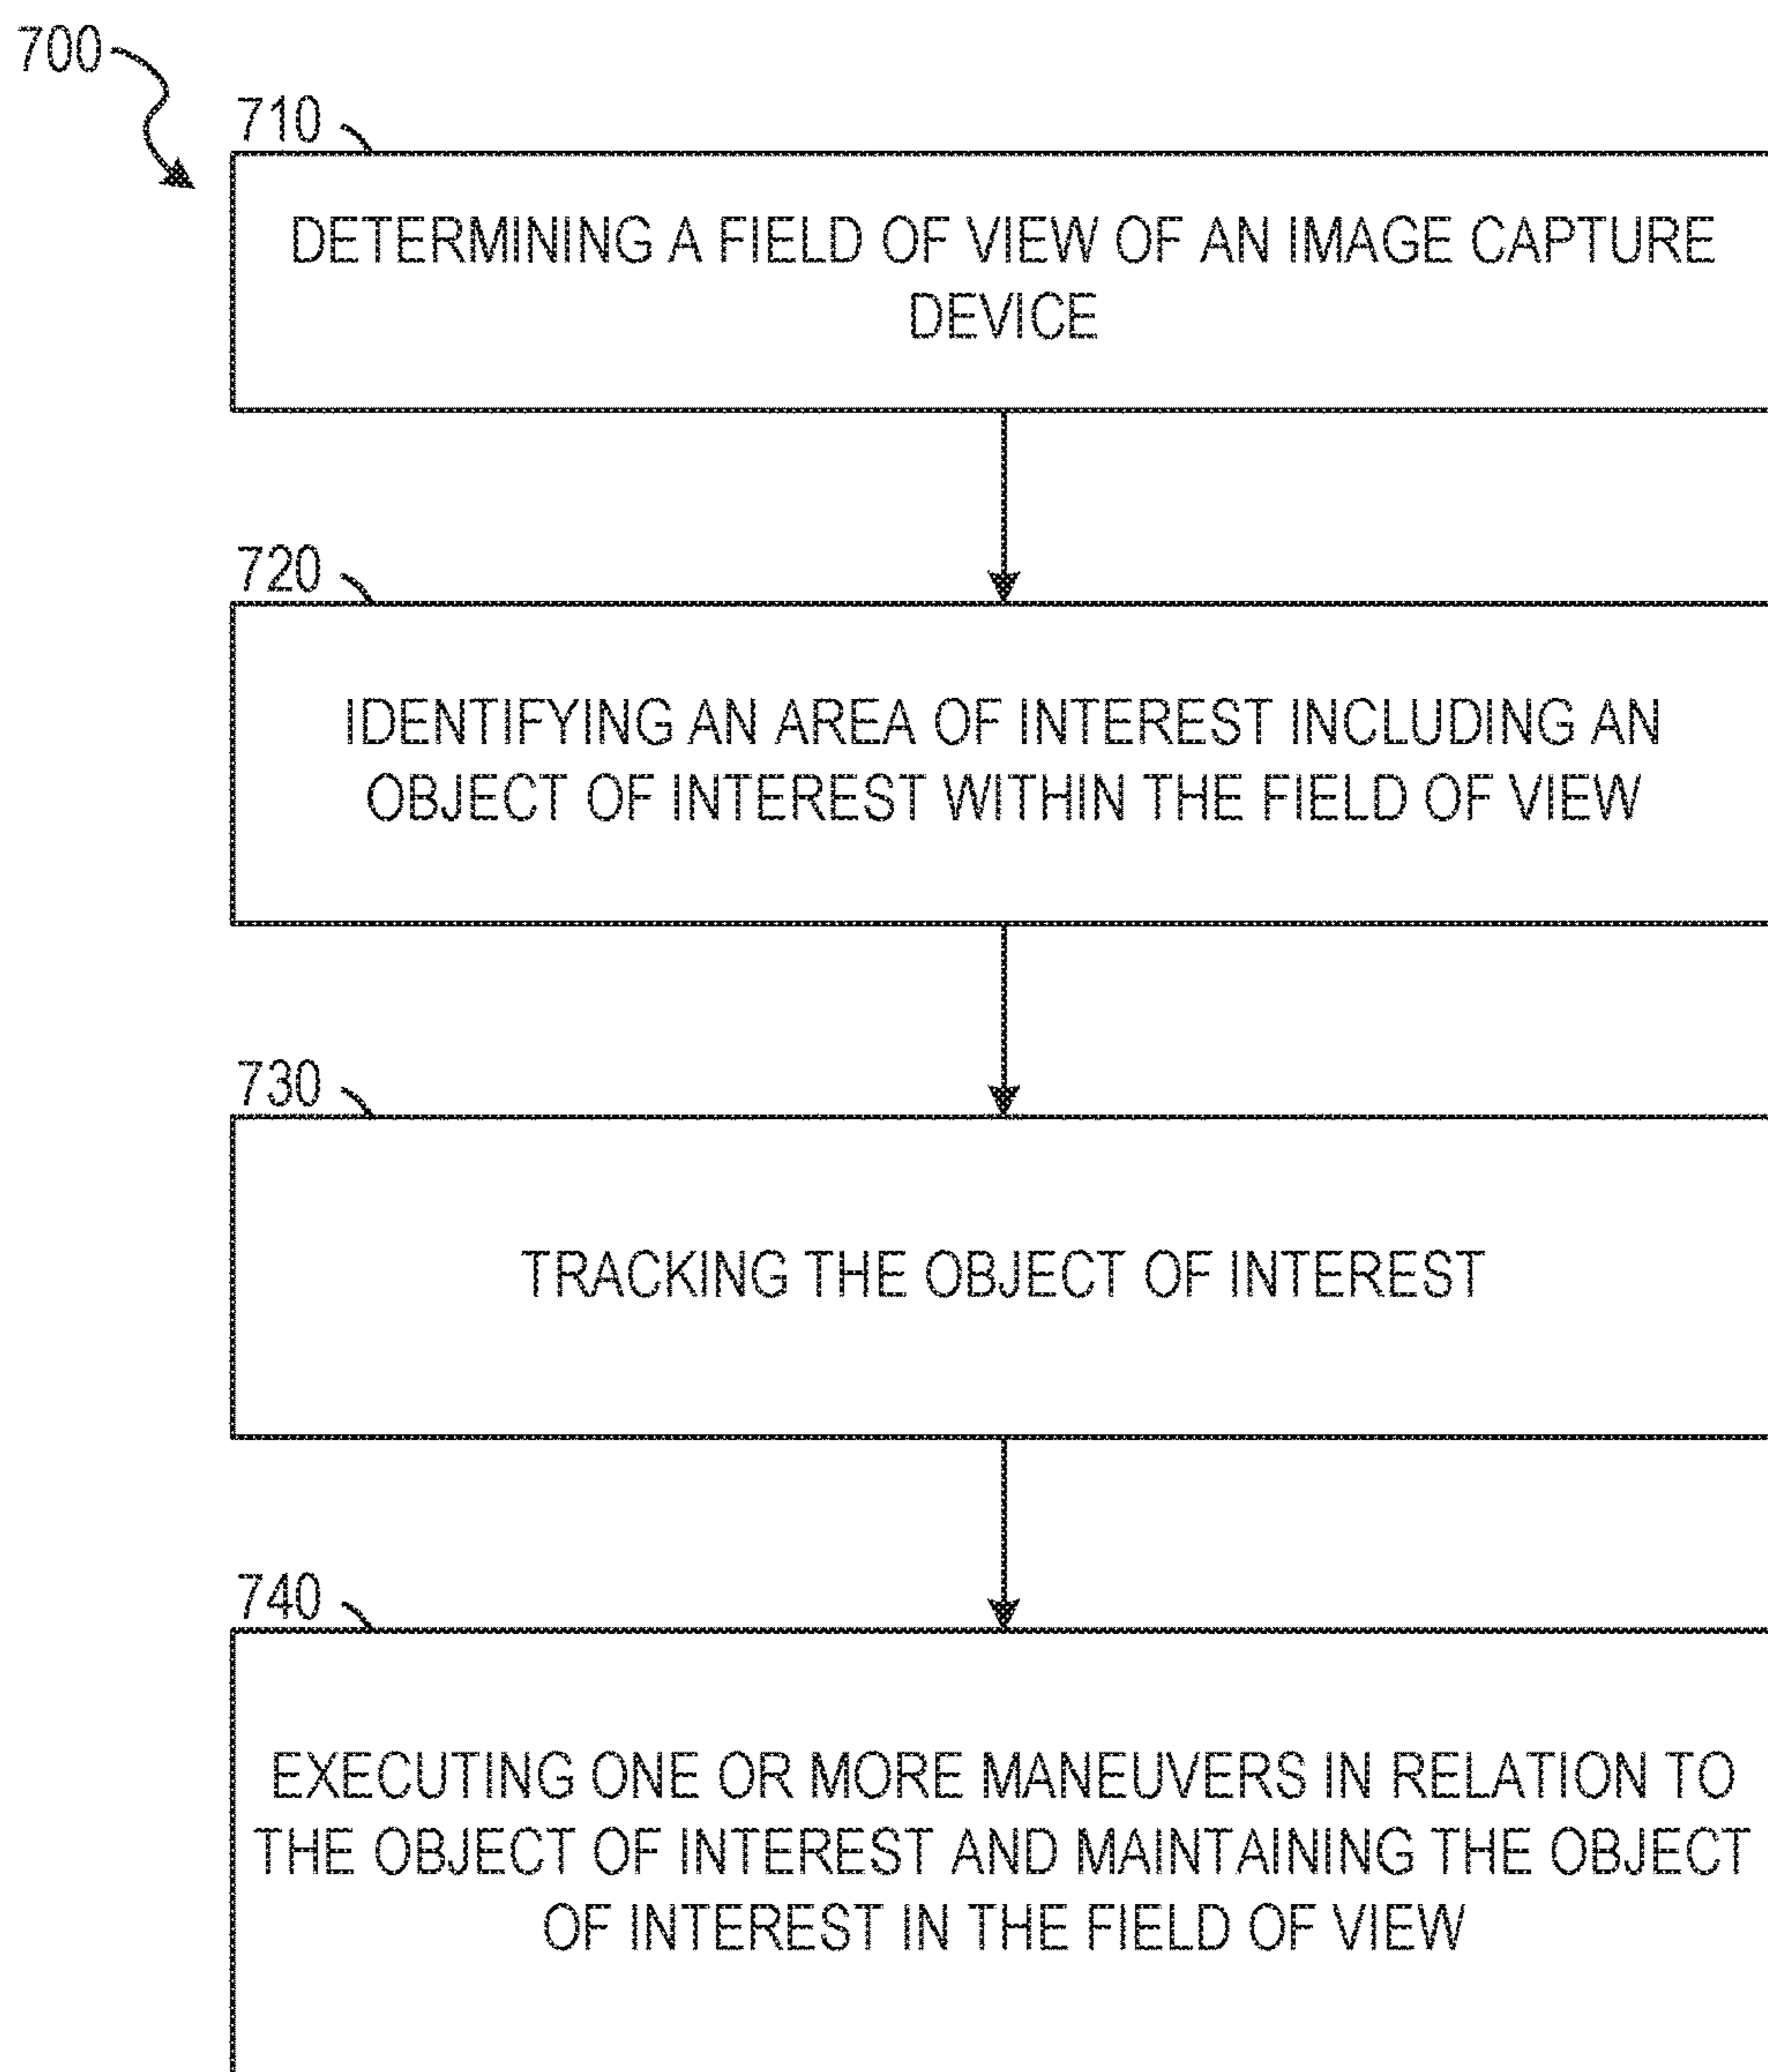 700
710
DETERMINING A FIELD OF VIEW OF AN IMAGE CAPTURE
DEVICE
720
IDENTIFYING AN AREA OF INTEREST INCLUDING AN
OBJECT OF INTEREST WITHIN THE FIELD OF VIEW
730
TRACKING THE OBJECT OF INTEREST
740
EXECUTING ONE OR MORE MANEUVERS IN RELATION TO
THE OBJECT OF INTEREST AND MAINTAINING THE OBJECT
OF INTEREST IN THE FIELD OF VIEW